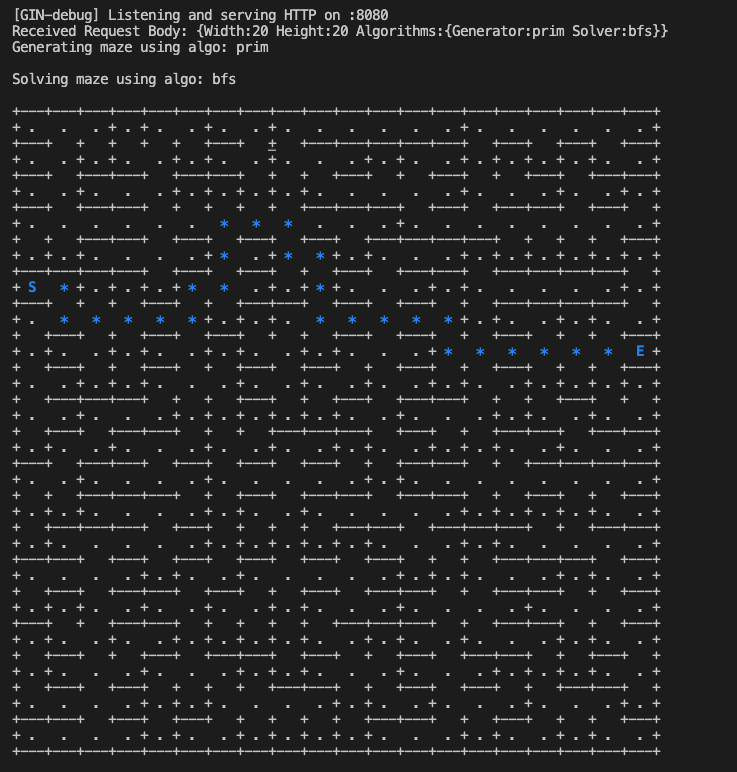 [GIN-debug] Listening and serving HTTP on :8080
Received Request Body: {Width:20 Height:20 Algorithms:{Generator:prim Solver:bfs}}
Generating maze using algo: prim
Solving maze using algo: bfs
S
E